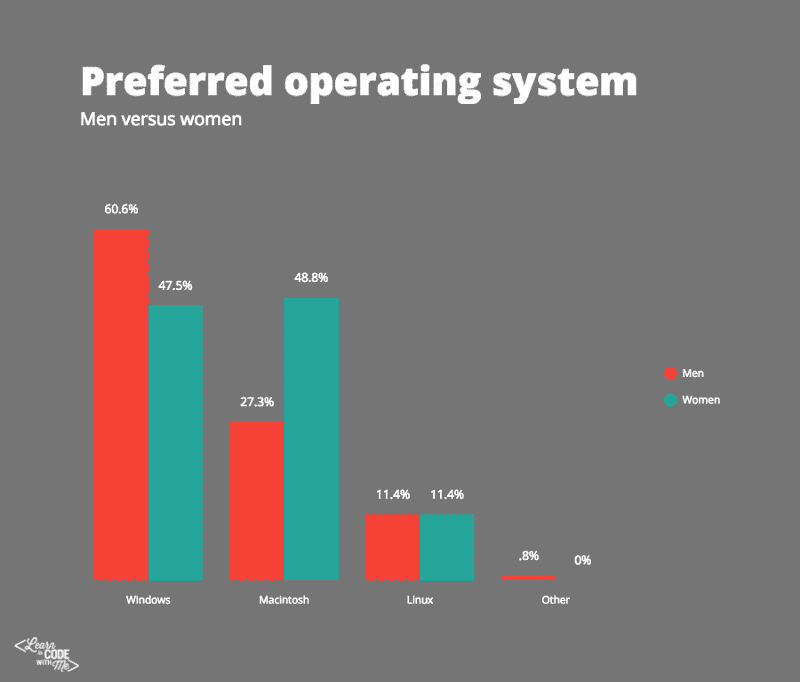 Preferred operating system
Men versus women
60.6%
47.5%
48.8%
27.3%
11.4% 11.4%
.8% 0%
Men
Women
Windows Macintosh Linux Other
Learn
to CODE
WITH Me